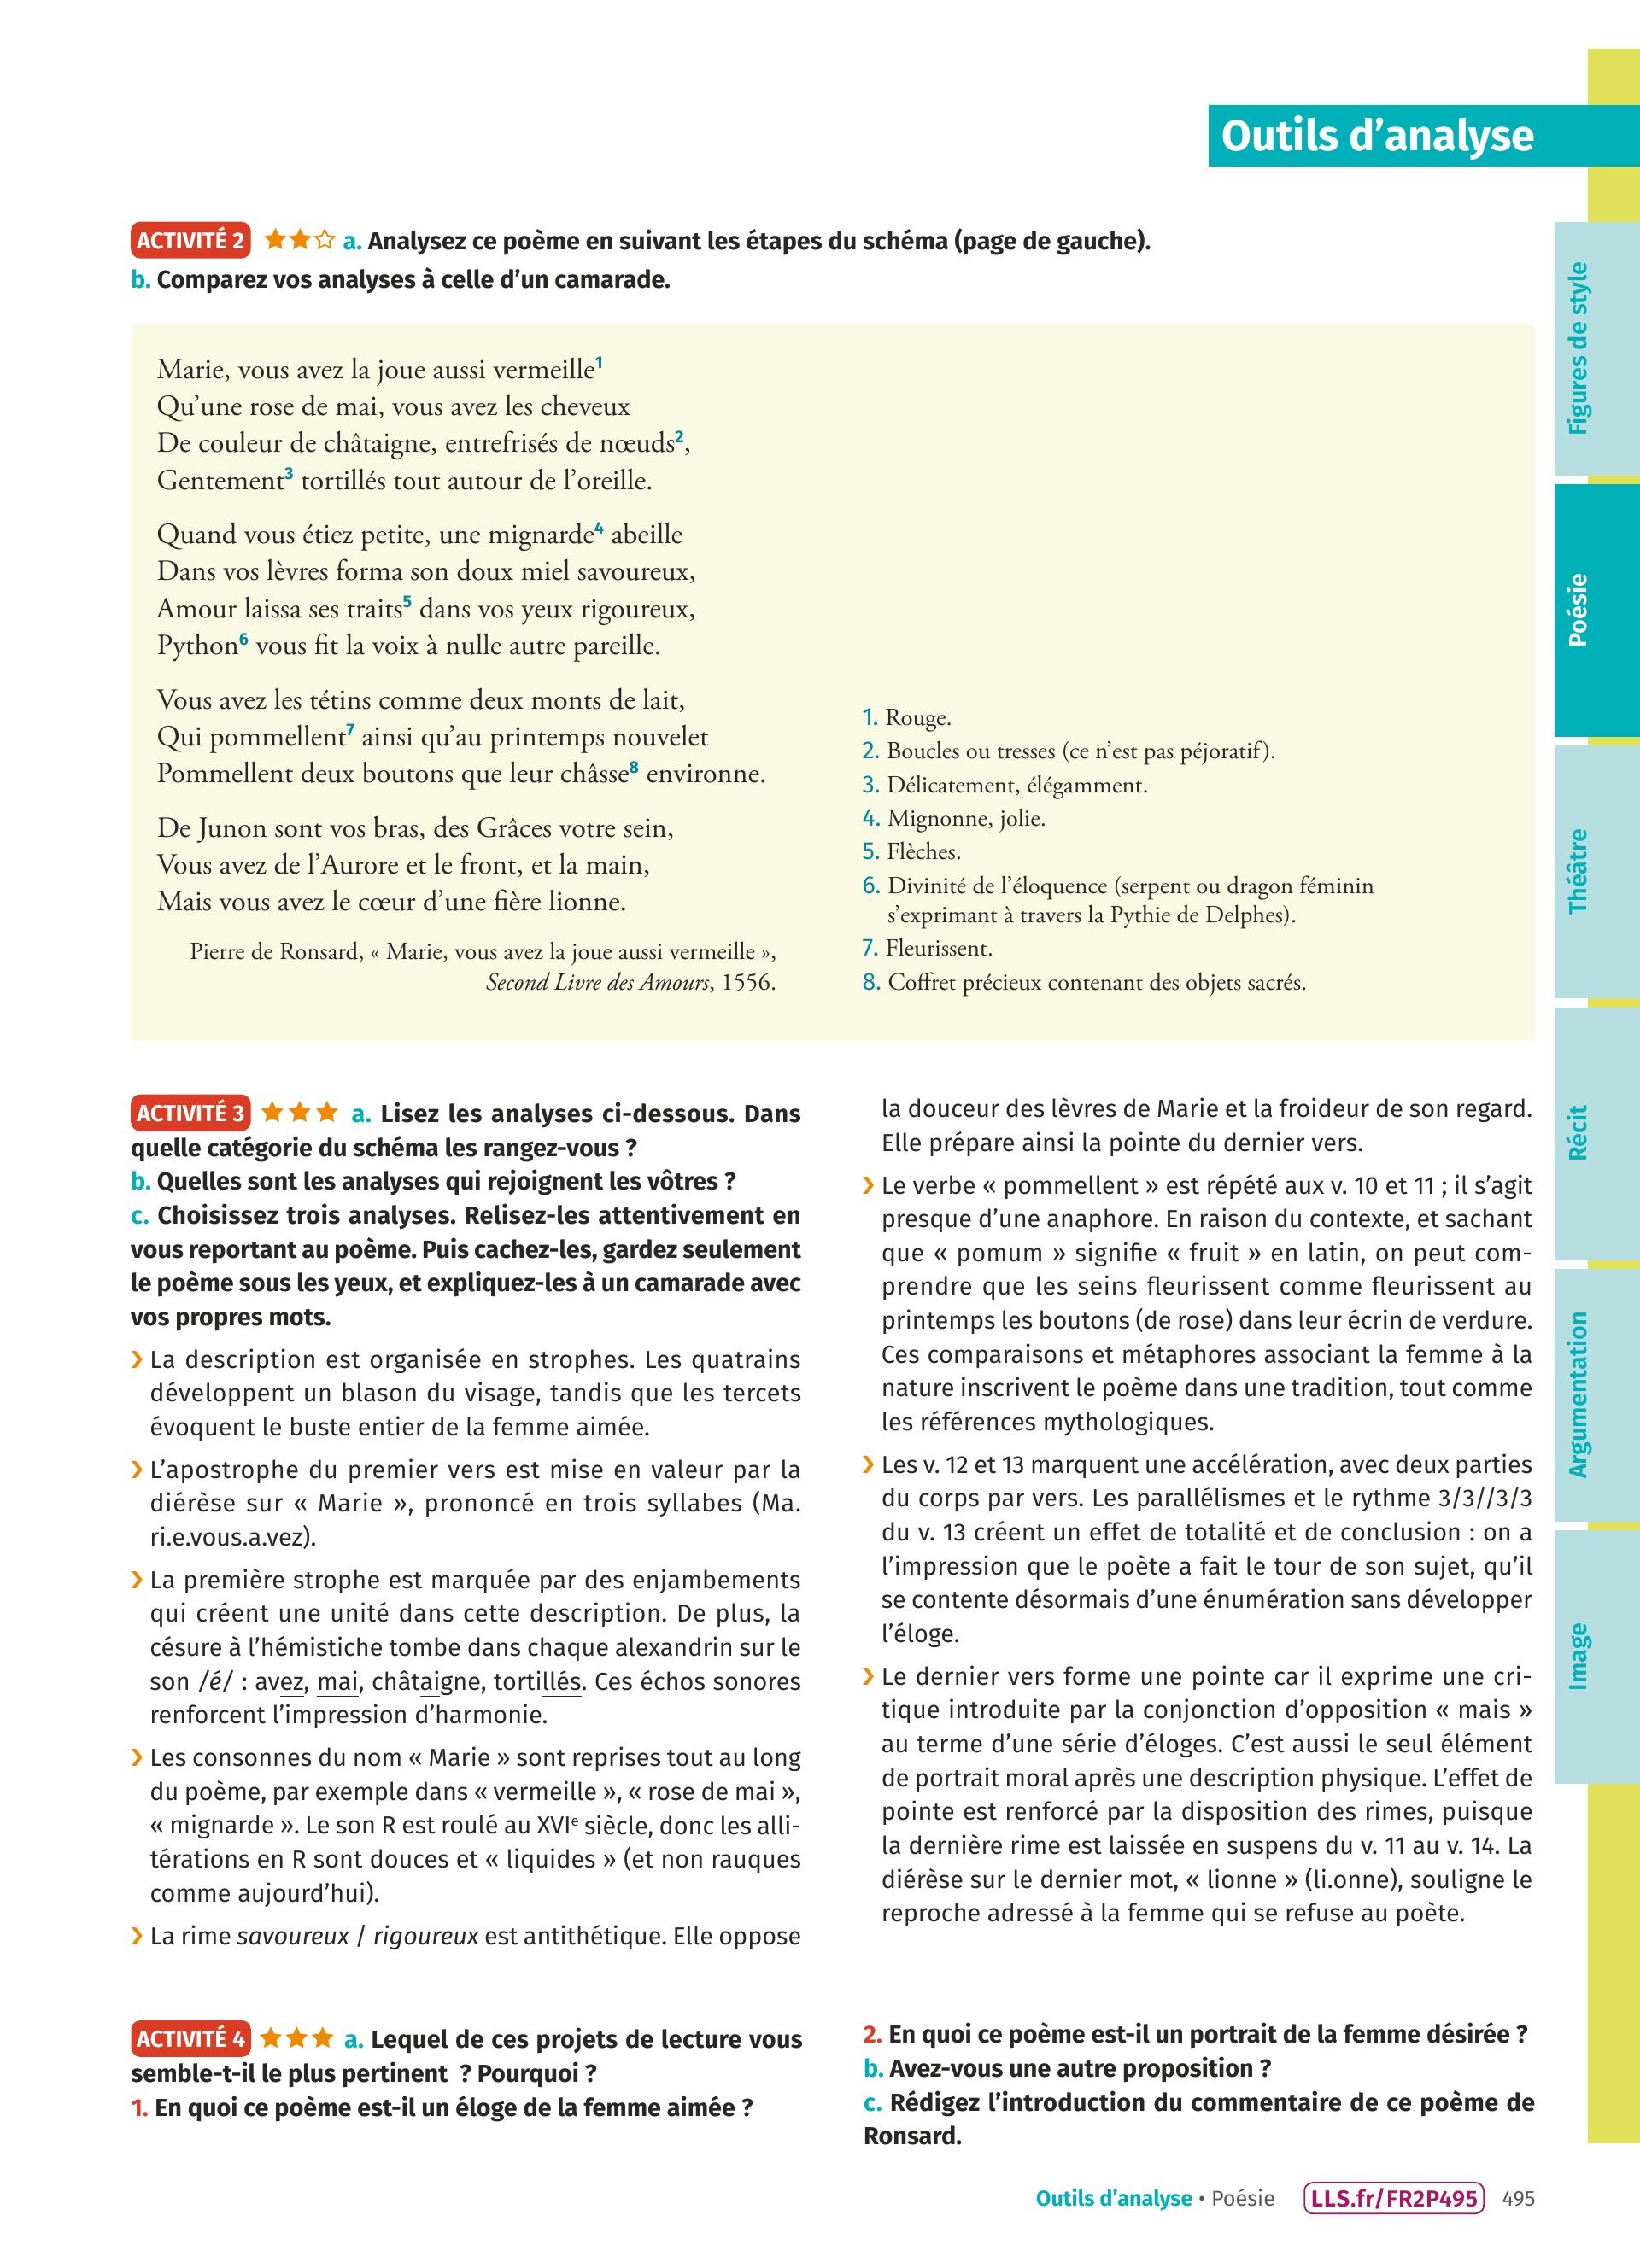 Outils d’analyse
ACTIVITÉ 2 ★★☆ a. Analysez ce poème en suivant les étapes du schéma (page de gauche).
b. Comparez vos analyses à celle d’un camarade.
Marie, vous avez la joue aussi vermeille1
Qu’une rose de mai, vous avez les cheveux
De couleur de châtaigne, entrefrisés de nœuds2,
Gentement3 tortillés tout autour de l’oreille.
Quand vous étiez petite, une mignarde4 abeille
Dans vos lèvres forma son doux miel savoureux,
Amour laissa ses traits5 dans vos yeux rigoureux,
Python6 vous fit la voix à nulle autre pareille.
Vous avez les tétins comme deux monts de lait,
Qui pommellent7 ainsi qu’au printemps nouvelet
Pommellent deux boutons que leur châsse8 environne.
De Junon sont vos bras, des Grâces votre sein,
Vous avez de l’Aurore et le front, et la main,
Mais vous avez le cœur d’une fière lionne.
Pierre de Ronsard, « Marie, vous avez la joue aussi vermeille »,
Second Livre des Amours, 1556.
1. Rouge.
2. Boucles ou tresses (ce n’est pas péjoratif).
3. Délicatement, élégamment.
4. Mignonne, jolie.
5. Flèches.
6. Divinité de l’éloquence (serpent ou dragon féminin
s’exprimant à travers la Pythie de Delphes).
7. Fleurissent.
8. Coffret précieux contenant des objets sacrés.
ACTIVITÉ 3 ★★★ a. Lisez les analyses ci-dessous. Dans
quelle catégorie du schéma les rangez-vous ?
b. Quelles sont les analyses qui rejoignent les vôtres ?
c. Choisissez trois analyses. Relisez-les attentivement en
vous reportant au poème. Puis cachez-les, gardez seulement
le poème sous les yeux, et expliquez-les à un camarade avec
vos propres mots.
› La description est organisée en strophes. Les quatrains
développent un blason du visage, tandis que les tercets
évoquent le buste entier de la femme aimée.
› L’apostrophe du premier vers est mise en valeur par la
diérèse sur « Marie », prononcé en trois syllabes (Ma.
ri.e.vous.a.vez).
› La première strophe est marquée par des enjambements
qui créent une unité dans cette description. De plus, la
césure à l’hémistiche tombe dans chaque alexandrin sur le
son /é/ : avez, mai, châtaigne, tortillés. Ces échos sonores
renforcent l’impression d’harmonie.
› Les consonnes du nom « Marie » sont reprises tout au long
du poème, par exemple dans « vermeille », « rose de mai »,
« mignarde ». Le son R est roulé au XVIe siècle, donc les alli-
térations en R sont douces et « liquides » (et non rauques
comme aujourd’hui).
› La rime savoureux / rigoureux est antithétique. Elle oppose
la douceur des lèvres de Marie et la froideur de son regard.
Elle prépare ainsi la pointe du dernier vers.
› Le verbe « pommellent » est répété aux v. 10 et 11 ; il s’agit
presque d’une anaphore. En raison du contexte, et sachant
que « pomum » signifie « fruit » en latin, on peut com-
prendre que les seins fleurissent comme fleurissent au
printemps les boutons (de rose) dans leur écrin de verdure.
Ces comparaisons et métaphores associant la femme à la
nature inscrivent le poème dans une tradition, tout comme
les références mythologiques.
› Les v. 12 et 13 marquent une accélération, avec deux parties
du corps par vers. Les parallélismes et le rythme 3/3//3/3
du v. 13 créent un effet de totalité et de conclusion : on a
l’impression que le poète a fait le tour de son sujet, qu’il
se contente désormais d’une énumération sans développer
l’éloge.
› Le dernier vers forme une pointe car il exprime une cri-
tique introduite par la conjonction d’opposition « mais »
au terme d’une série d’éloges. C’est aussi le seul élément
de portrait moral après une description physique. L’effet de
pointe est renforcé par la disposition des rimes, puisque
la dernière rime est laissée en suspens du v. 11 au v. 14. La
diérèse sur le dernier mot, « lionne » (li.onne), souligne le
reproche adressé à la femme qui se refuse au poète.
ACTIVITÉ 4 ★★★ a. Lequel de ces projets de lecture vous
semble-t-il le plus pertinent ? Pourquoi ?
1. En quoi ce poème est-il un éloge de la femme aimée ?
2. En quoi ce poème est-il un portrait de la femme désirée ?
b. Avez-vous une autre proposition ?
c. Rédigez l’introduction du commentaire de ce poème de
Ronsard.
Figures de style
Poésie
Théâtre
Récit
Argumentation
Image
Outils d’analyse • Poésie LLS.fr/FR2P495 495